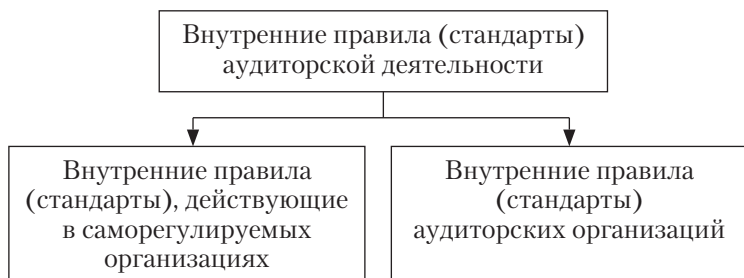 Внутренние правила (стандарты)
аудиторской деятельности
Внутренние правила
(стандарты), действующие
в саморегулируемых
организациях
Внутренние правила
(стандарты)
аудиторских организаций